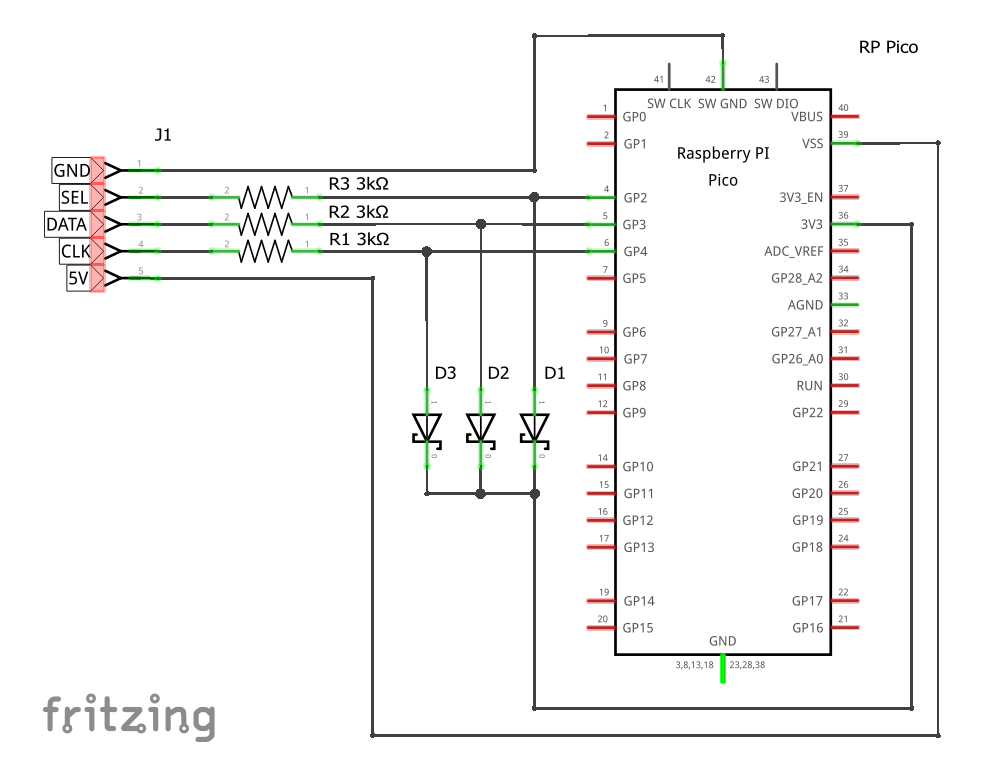 RP Pico
41 42 43
SW CLK SW GND SW DIO
1 GP0 VBUS 40
2 GP1 VSS 39
Raspberry PI
Pico
J1
GND 1
SEL 2 2 R3 3kΩ 1 4 GP2 3V3_EN 37
DATA 3 2 R2 3kΩ 1 5 GP3 3V3 36
CLK 4 2 R1 3kΩ 1 6 GP4 ADC_VREF 35
5V 5 7 GP5 GP28_A2 34
AGND 33
9 GP6 GP27_A1 32
10 GP7 GP26_A0 31
D3 D2 D1
11 GP8 RUN 30
1 1 1
12 GP9 GP22 29
0 0 0
14 GP10 GP21 27
15 GP11 GP20 26
16 GP12 GP19 25
17 GP13 GP18 24
19 GP14 GP17 22
20 GP15 GP16 21
GND
3,8,13,18 23,28,38
fritzing